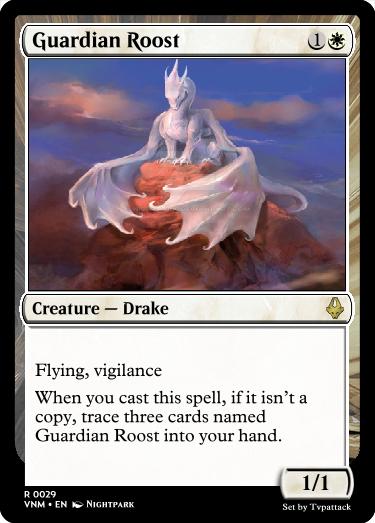 Guardian Roost 1
Creature — Drake
Flying, vigilance
When you cast this spell, if it isn't a
copy, trace three cards named
Guardian Roost into your hand.
1/1
R 0029
VNM • EN NIGHTPARK
Set by Tvpattack